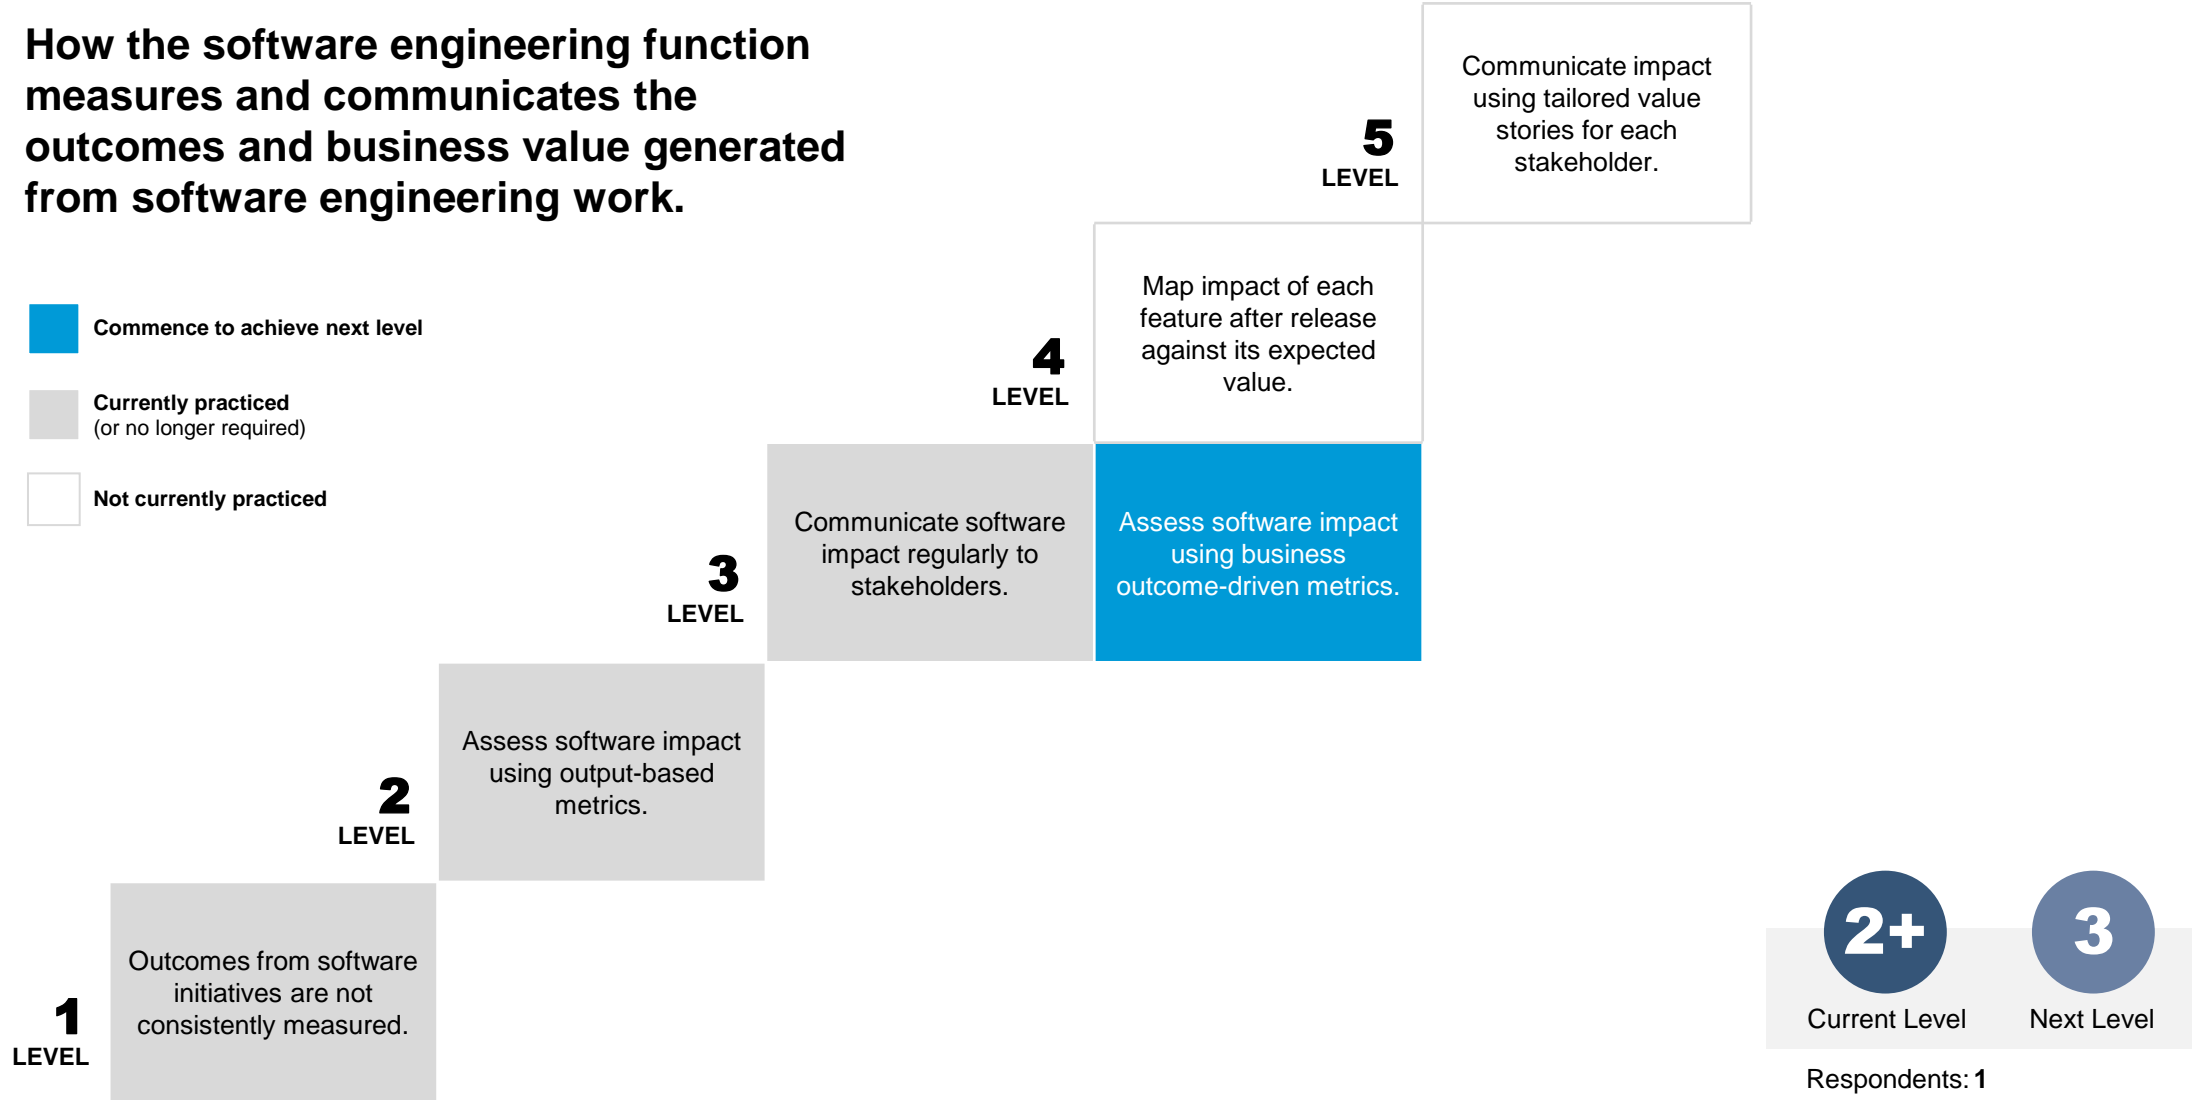 How the software engineering function
measures and communicates the
outcomes and business value generated
from software engineering work.
Commence to achieve next level
Currently practiced
(or no longer required)
Not currently practiced
5
LEVEL
Communicate impact
using tailored value
stories for each
stakeholder.
4
LEVEL
Map impact of each
feature after release
against its expected
value.
3
LEVEL
Communicate software
impact regularly to
stakeholders.
Assess software impact
using business
outcome-driven metrics.
2
LEVEL
Assess software impact
using output-based
metrics.
1
LEVEL
Outcomes from software
initiatives are not
consistently measured.
2+
Current Level
3
Next Level
Respondents: 1